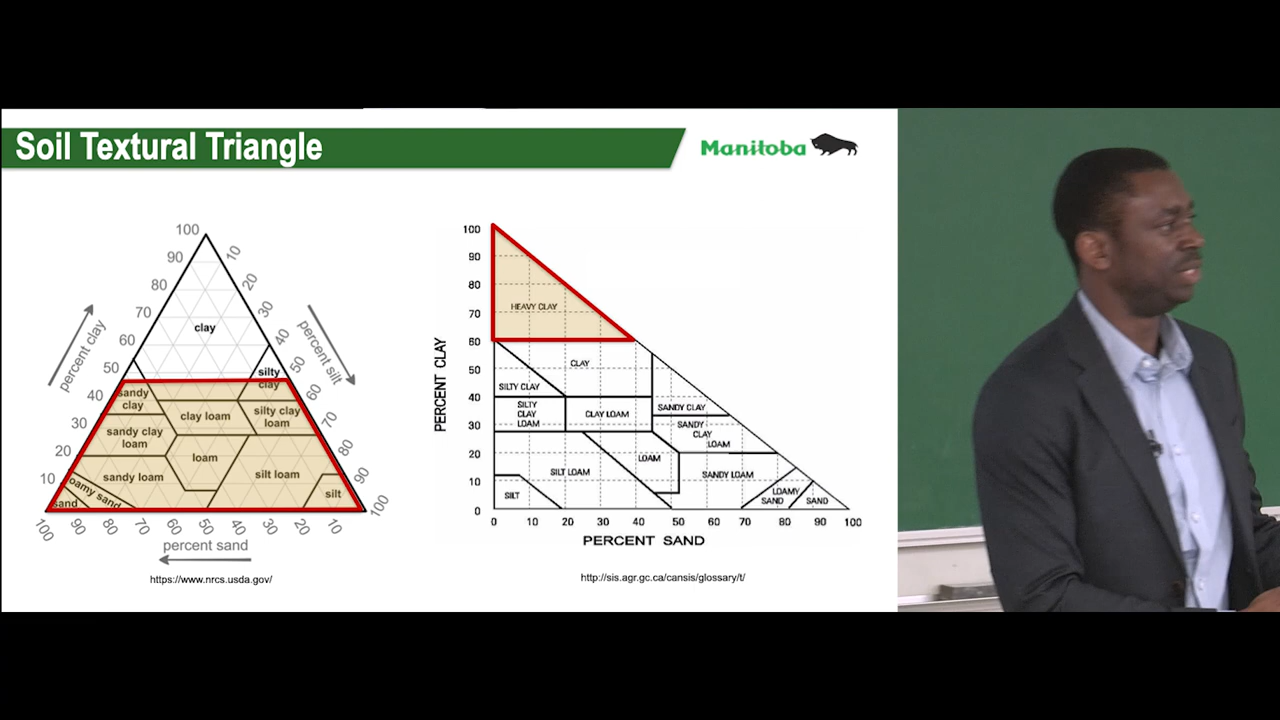 Soil Textural Triangle
Manitoba
100
90
80
70
60
50
40
30
20
10
10
20
30
40
50
60
70
80
90
100
percent clay
percent silt
clay
silty
clay
sandy
clay
clay loam
silty clay
loam
sandy clay
loam
loam
sandy loam
silt loam
silt
loamy sand
sand
100
90
80
70
60
50
40
30
20
10
percent sand
https://www.nrcs.usda.gov/
PERCENT CLAY
100
90
80
70
60
50
40
30
20
10
0
HEAVY CLAY
CLAY
SILTY CLAY
SILTY
CLAY
LOAM
CLAY LOAM
SANDY CLAY
SANDY
CLAY
LOAM
LOAM
SILT LOAM
SANDY LOAM
SILT
LOAMY
SAND
SAND
0
10
20
30
40
50
60
70
80
90
100
PERCENT SAND
http://sis.agr.gc.ca/cansis/glossary/t/